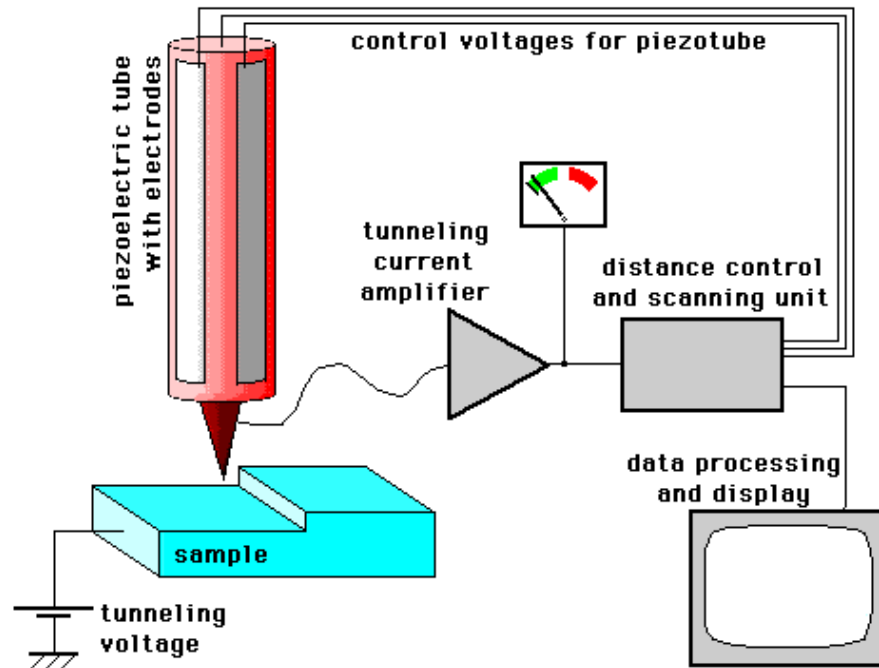 control voltages for piezotube
piezoelectric tube
with electrodes
tunneling
current
amplifier
distance control
and scanning unit
data processing
and display
sample
tunneling
voltage